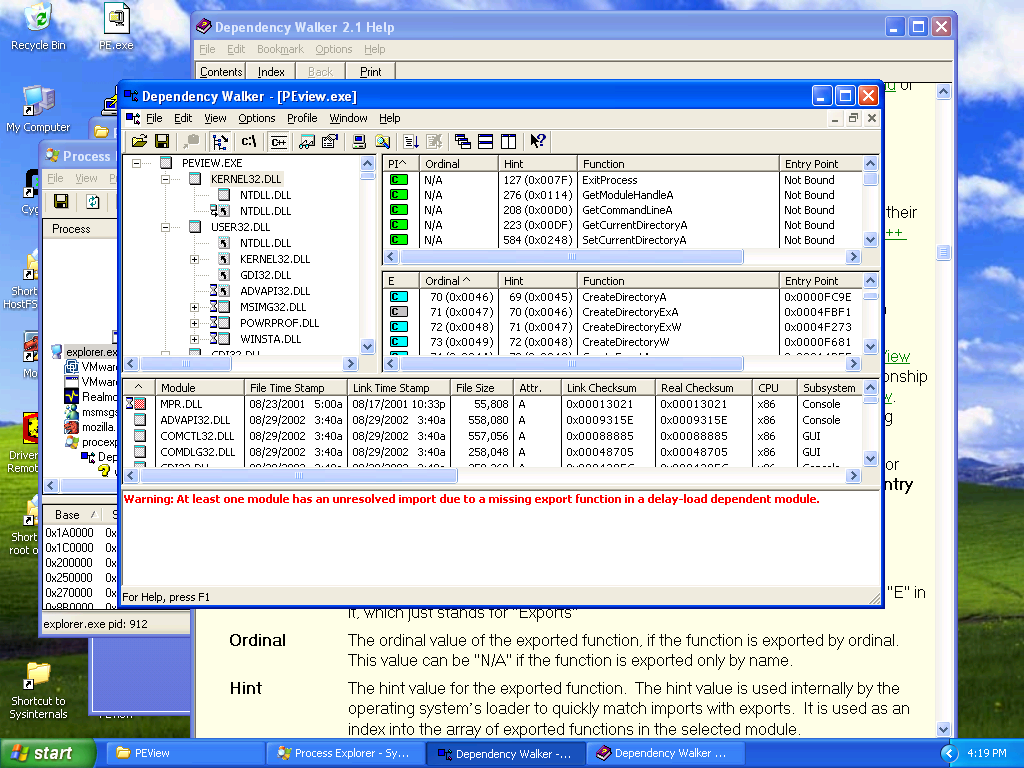 Recycle Bin
PE.exe
My Computer
Dependency Walker 2.1 Help
File Edit Bookmark Options Help
Contents Index Back Print
Process
File View
Process
explorer.ex
VMwar
VMwar
Realmo
msmsgs
mozilla.
procexp
Dep
Base /
0x1A0000 0x
0x1C0000 0x
0x200000 0x
0x250000 0x
0x270000 0x
explorer.exe pid: 912
Dependency Walker - [PEview.exe]
File Edit View Options Profile Window Help
c:\ C++
PEVIEW.EXE
KERNEL32.DLL
NTDLL.DLL
NTDLL.DLL
USER32.DLL
NTDLL.DLL
KERNEL32.DLL
GDI32.DLL
ADVAPI32.DLL
MSIMG32.DLL
POWRPROF.DLL
WINSTA.DLL
PI^ Ordinal Hint Function Entry Point
C N/A 127 (0x007F) ExitProcess Not Bound
C N/A 276 (0x0114) GetModuleHandleA Not Bound
C N/A 208 (0x00D0) GetCommandLineA Not Bound
C N/A 223 (0x00DF) GetCurrentDirectoryA Not Bound
C N/A 584 (0x0248) SetCurrentDirectoryA Not Bound
E Ordinal ^ Hint Function Entry Point
C 70 (0x0046) 69 (0x0045) CreateDirectoryA 0x0000FC9E
C 71 (0x0047) 70 (0x0046) CreateDirectoryExA 0x0004FBF1
C 72 (0x0048) 71 (0x0047) CreateDirectoryExW 0x0004F273
C 73 (0x0049) 72 (0x0048) CreateDirectoryW 0x0000F681
^ Module File Time Stamp Link Time Stamp File Size Attr. Link Checksum Real Checksum CPU Subsystem
MPR.DLL 08/23/2001 5:00a 08/17/2001 10:33p 55,808 A 0x00013021 0x00013021 x86 Console
ADVAPI32.DLL 08/29/2002 3:40a 08/29/2002 3:40a 558,080 A 0x0009315E 0x0009315E x86 Console
COMCTL32.DLL 08/29/2002 3:40a 08/29/2002 3:40a 557,056 A 0x00088885 0x00088885 x86 GUI
COMDLG32.DLL 08/29/2002 3:40a 08/29/2002 3:40a 258,048 A 0x00048705 0x00048705 x86 GUI
Warning: At least one module has an unresolved import due to a missing export function in a delay-load dependent module.
For Help, press F1
or
their
++
iew
onship
w.
g
or
ntry
"E" in
it, which just stands for "Exports"
Ordinal The ordinal value of the exported function, if the function is exported by ordinal.
This value can be "N/A" if the function is exported only by name.
Hint The hint value for the exported function. The hint value is used internally by the
operating system's loader to quickly match imports with exports. It is used as an
index into the array of exported functions in the selected module.
Cyg
Short
HostFS
Mo
Driver
Remot
Short
root o
Shortcut to
Sysinternals
start PEView Process Explorer - Sy... Dependency Walker -... Dependency Walker ... 4:19 PM